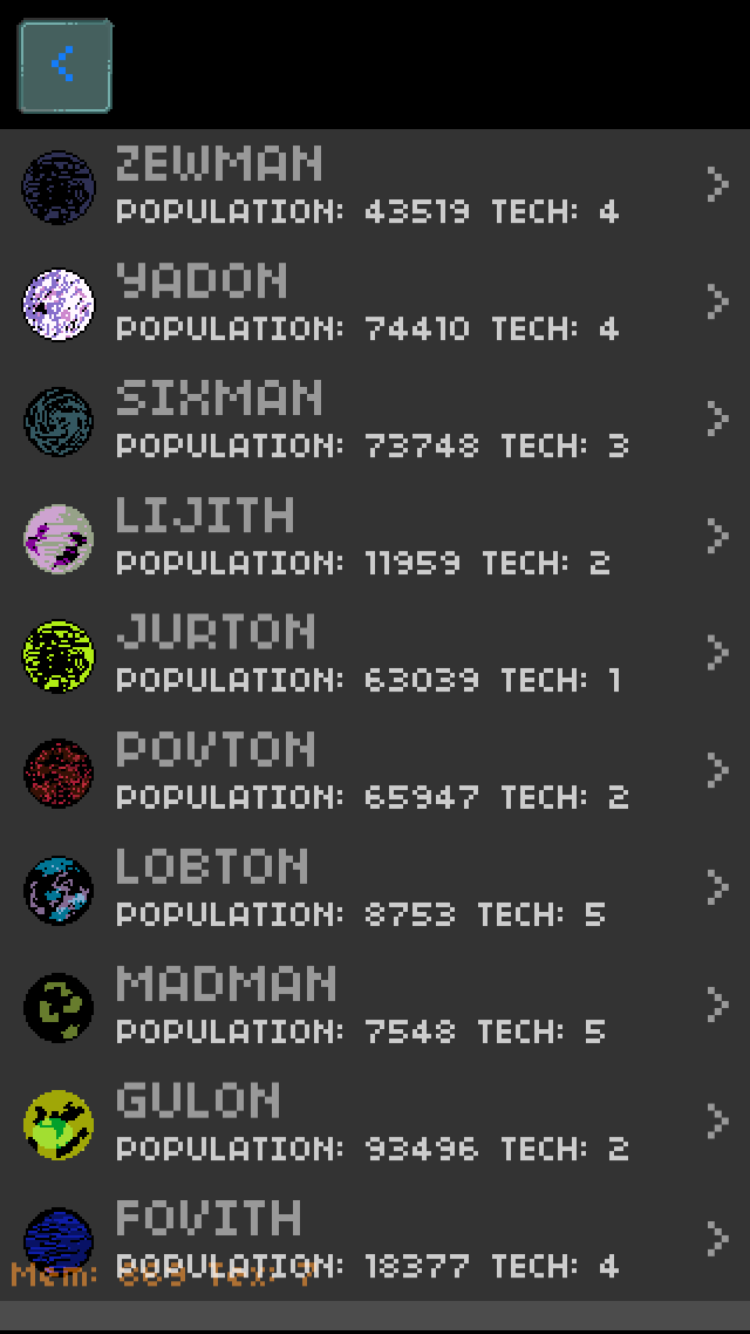 <
ZEWMAN
POPULATION: 43519 TECH: 4
>
YADON
POPULATION: 74410 TECH: 4
>
SIXMAN
POPULATION: 73748 TECH: 3
>
LIJITH
POPULATION: 11959 TECH: 2
>
JURTON
POPULATION: 63039 TECH: 1
>
POVTON
POPULATION: 65947 TECH: 2
>
LOBTON
POPULATION: 8753 TECH: 5
>
MADMAN
POPULATION: 7548 TECH: 5
>
GULON
POPULATION: 93496 TECH: 2
>
FOVITH
POPULATION: 18377 TECH: 4
>
Mem: Tex: 7